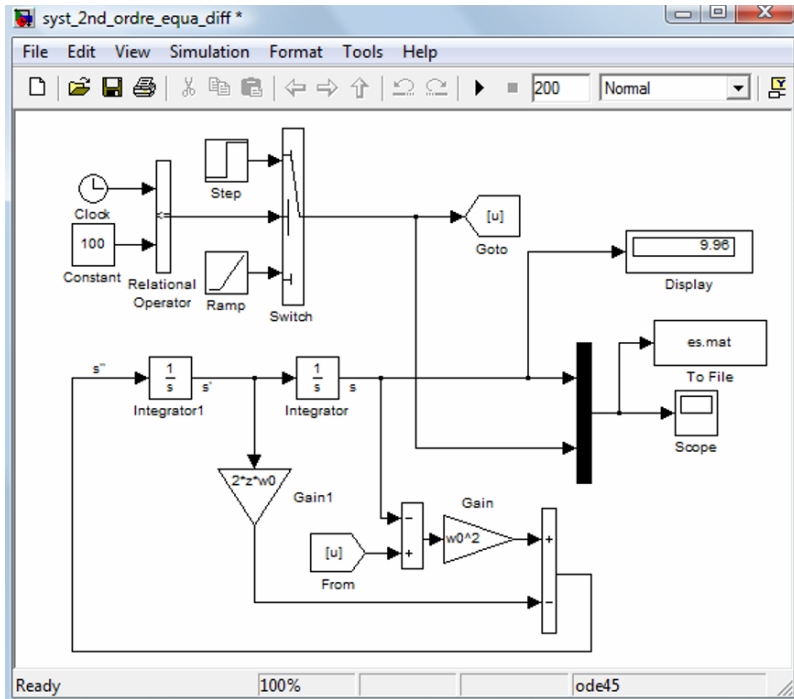 syst_2nd_ordre_equa_diff *
File Edit View Simulation Format Tools Help
200 Normal
Step
Clock
<=
100
Constant
Relational
Operator
Ramp
Switch
[u]
Goto
9.96
Display
es.mat
To File
Scope
s''
1
s
Integrator1
s'
1
s
Integrator
s
2*z*w0
Gain1
[u]
From
-
+
Gain
w0^2
+
-
Ready 100% ode45